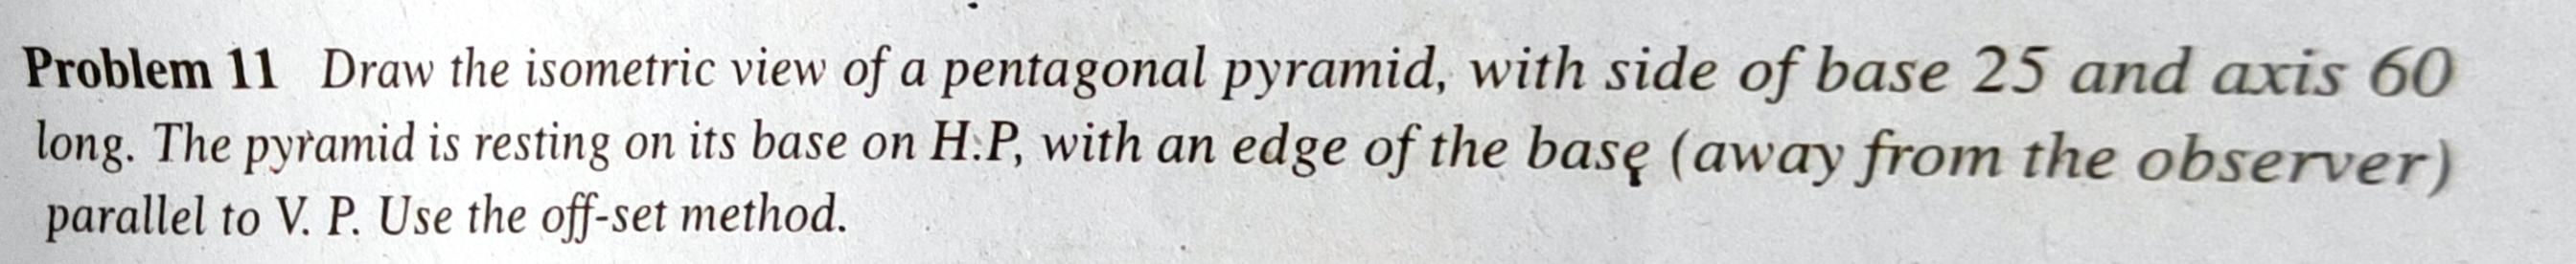 Problem 11 Draw the isometric view of a pentagonal pyramid, with side of base 25 and axis 60
long. The pyramid is resting on its base on H.P, with an edge of the base (away from the observer)
parallel to V. P. Use the off-set method.